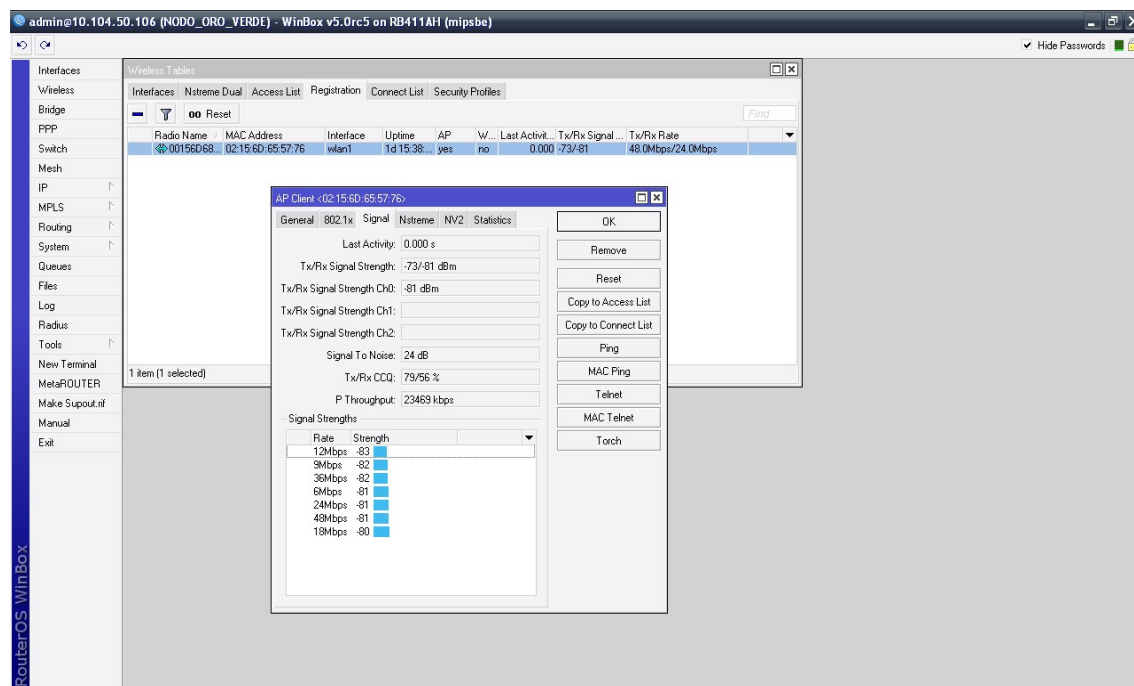 admin@10.104.50.106 (NODO_ORO_VERDE) - WinBox v5.0rc5 on RB411AH (mipsbe)
Hide Passwords
Interfaces
Wireless
Bridge
PPP
Switch
Mesh
IP
MPLS
Routing
System
Queues
Files
Log
Radius
Tools
New Terminal
MetaROUTER
Make Supout.rif
Manual
Exit
RouterOS WinBox
Wireless Tables
Interfaces Nstreme Dual Access List Registration Connect List Security Profiles
00 Reset Find
Radio Name MAC Address Interface Uptime AP W... Last Activit... Tx/Rx Signal ... Tx/Rx Rate
00156D68... 02:15:6D:65:57:76 wlan1 1d 15:38:... yes no 0.000 -73/-81 48.0Mbps/24.0Mbps
1 item (1 selected)
AP Client <02:15:6D:65:57:76>
General 802.1x Signal Nstreme NV2 Statistics
Last Activity: 0.000 s
Tx/Rx Signal Strength: -73/-81 dBm
Tx/Rx Signal Strength Ch0: -81 dBm
Tx/Rx Signal Strength Ch1:
Tx/Rx Signal Strength Ch2:
Signal To Noise: 24 dB
Tx/Rx CCQ: 79/56 %
P Throughput: 23469 kbps
Signal Strengths
Rate Strength
12Mbps -83
9Mbps -82
36Mbps -82
6Mbps -81
24Mbps -81
48Mbps -81
18Mbps -80
OK
Remove
Reset
Copy to Access List
Copy to Connect List
Ping
MAC Ping
Telnet
MAC Telnet
Torch